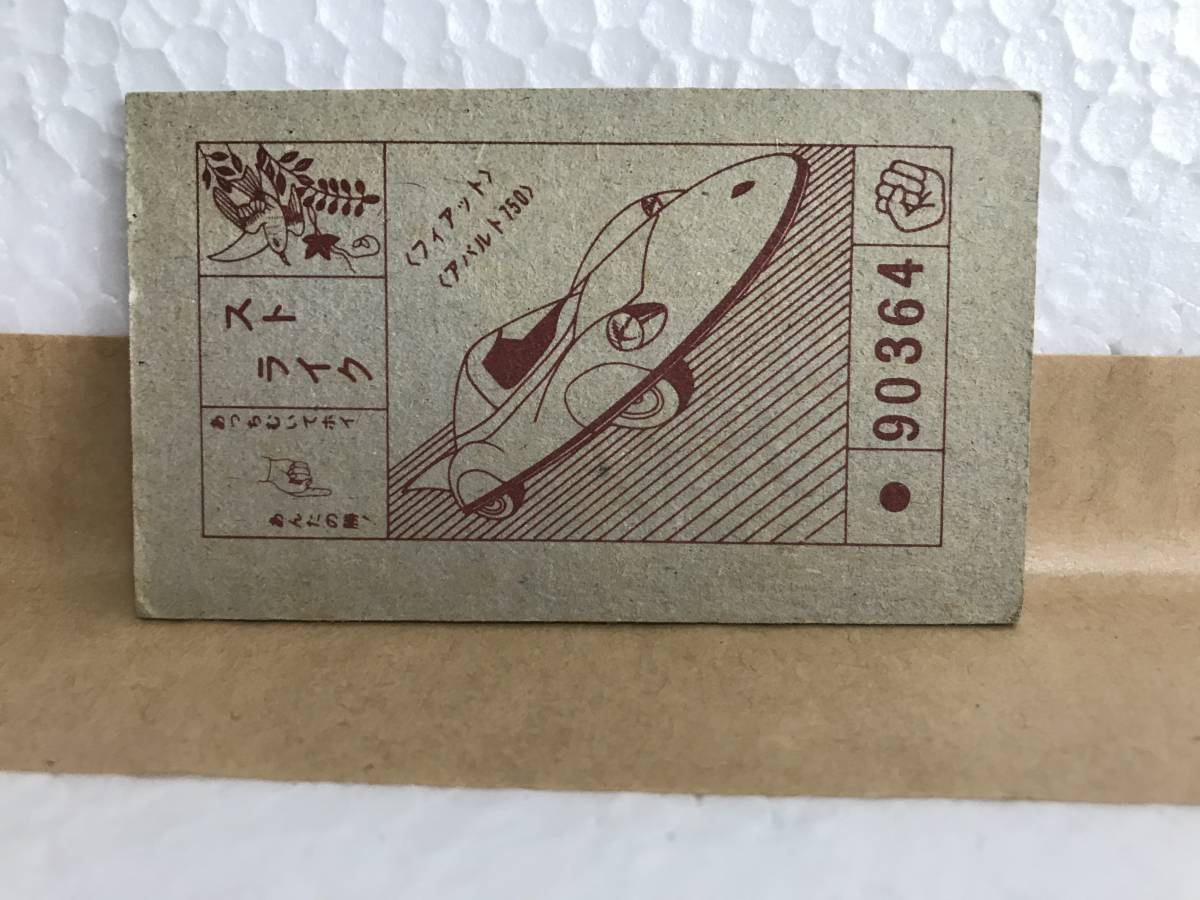 スト
ライク
あっちむいてホイ
あんたの勝!
〈フィアット〉
〈アバルト750〉
90364